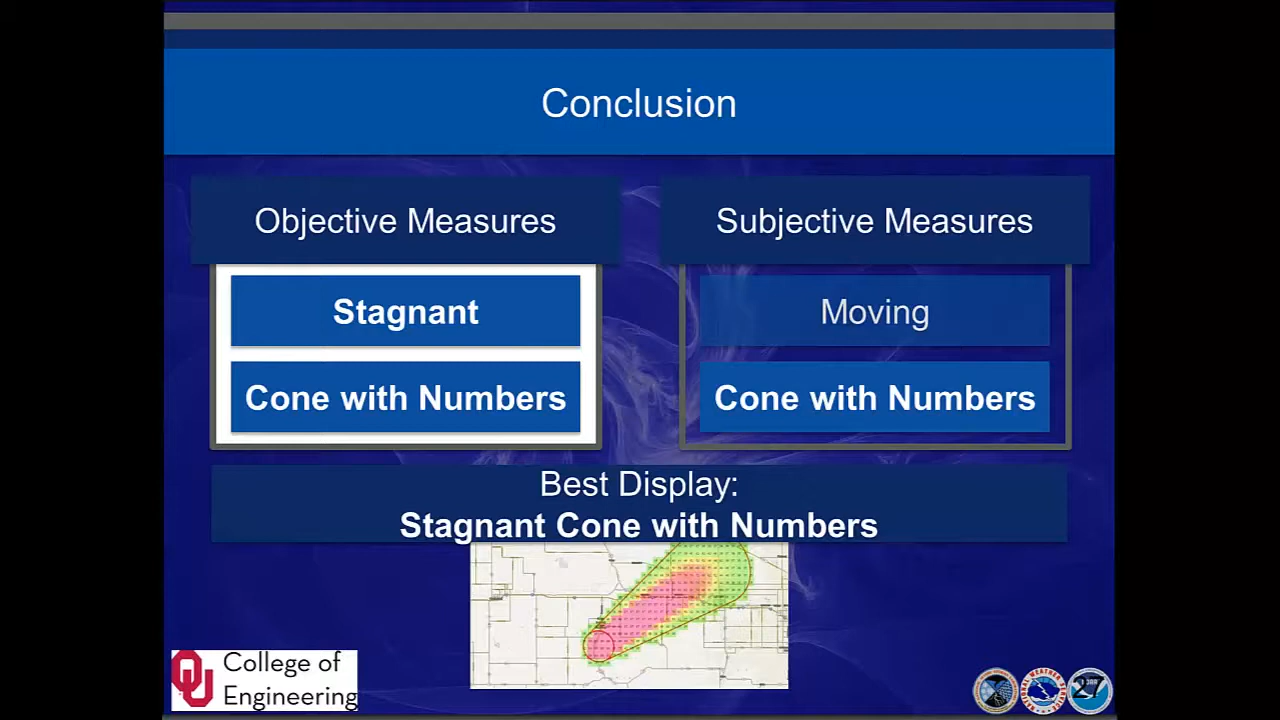 Conclusion
Objective Measures
Subjective Measures
Stagnant
Moving
Cone with Numbers
Cone with Numbers
Best Display:
Stagnant Cone with Numbers
OU
College of
Engineering